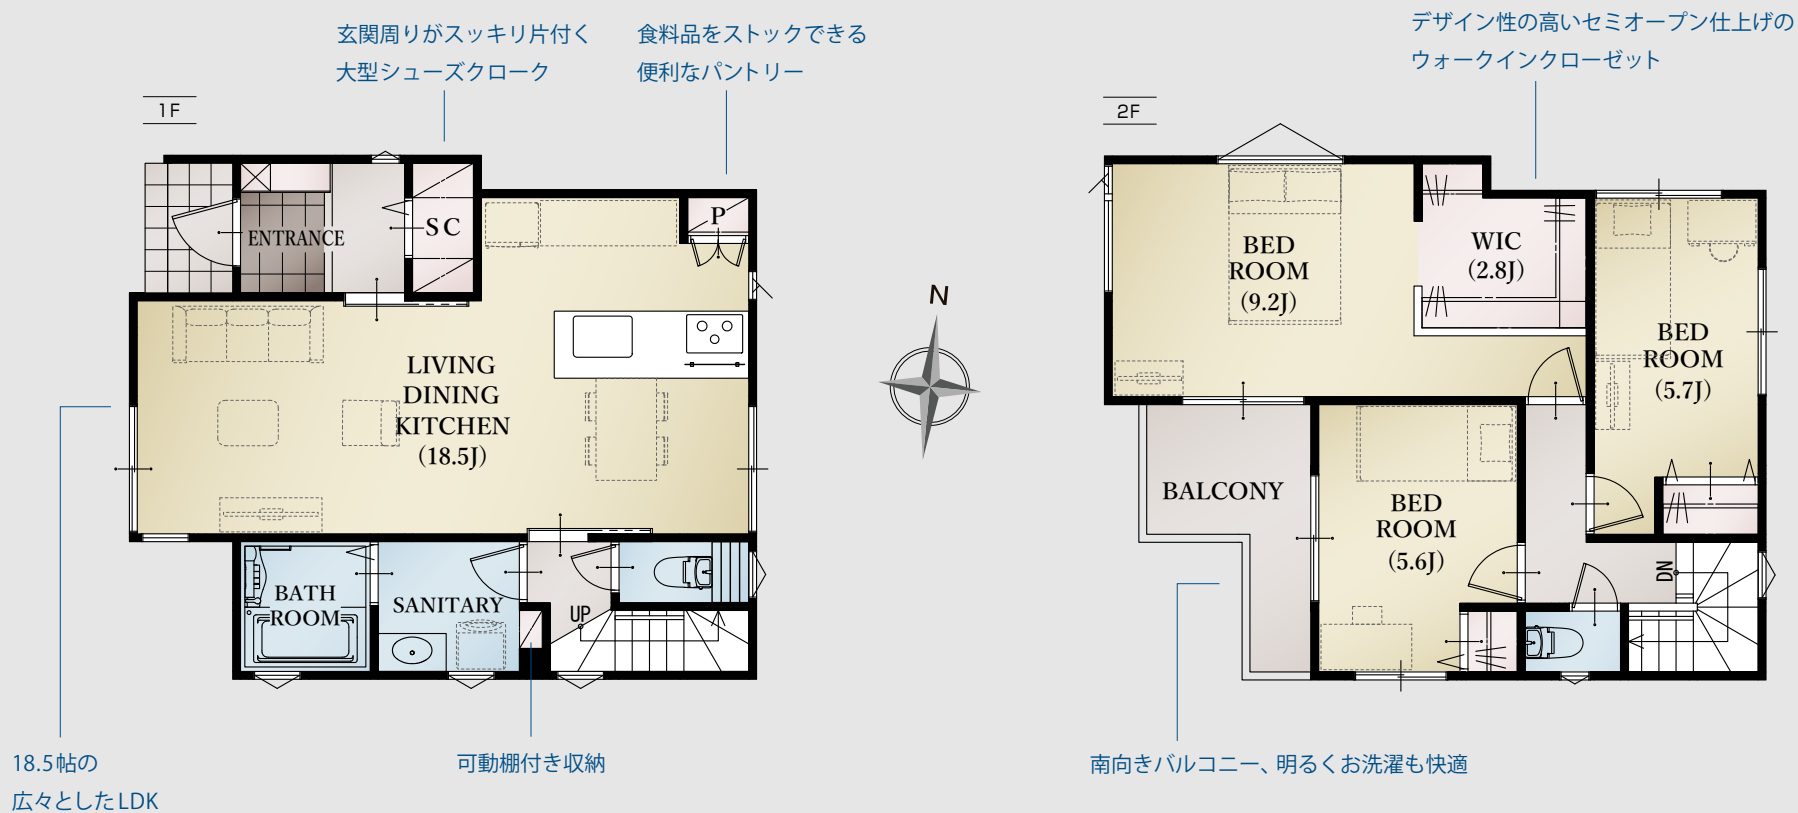 玄関周りがスッキリ片付く
大型シューズクローク
食料品をストックできる
便利なパントリー
デザイン性の高いセミオープン仕上げの
ウォークインクローゼット
1F
ENTRANCE
SC
P
LIVING
DINING
KITCHEN
(18.5J)
BATH
ROOM
SANITARY
UP
18.5帖の
広々としたLDK
可動棚付き収納
N
2F
BED
ROOM
(9.2J)
WIC
(2.8J)
BED
ROOM
(5.7J)
BALCONY
BED
ROOM
(5.6J)
DN
南向きバルコニー、明るくお洗濯も快適